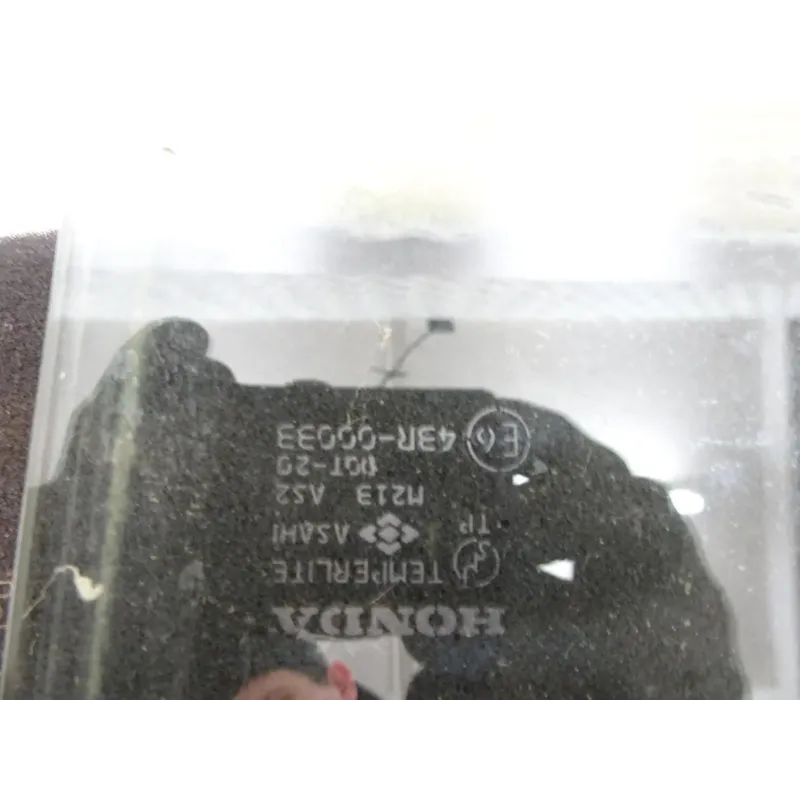 HONDA
TEMPERLITE
ASAHI TP
M213 AS2
DOT-20
E6 43R-00033